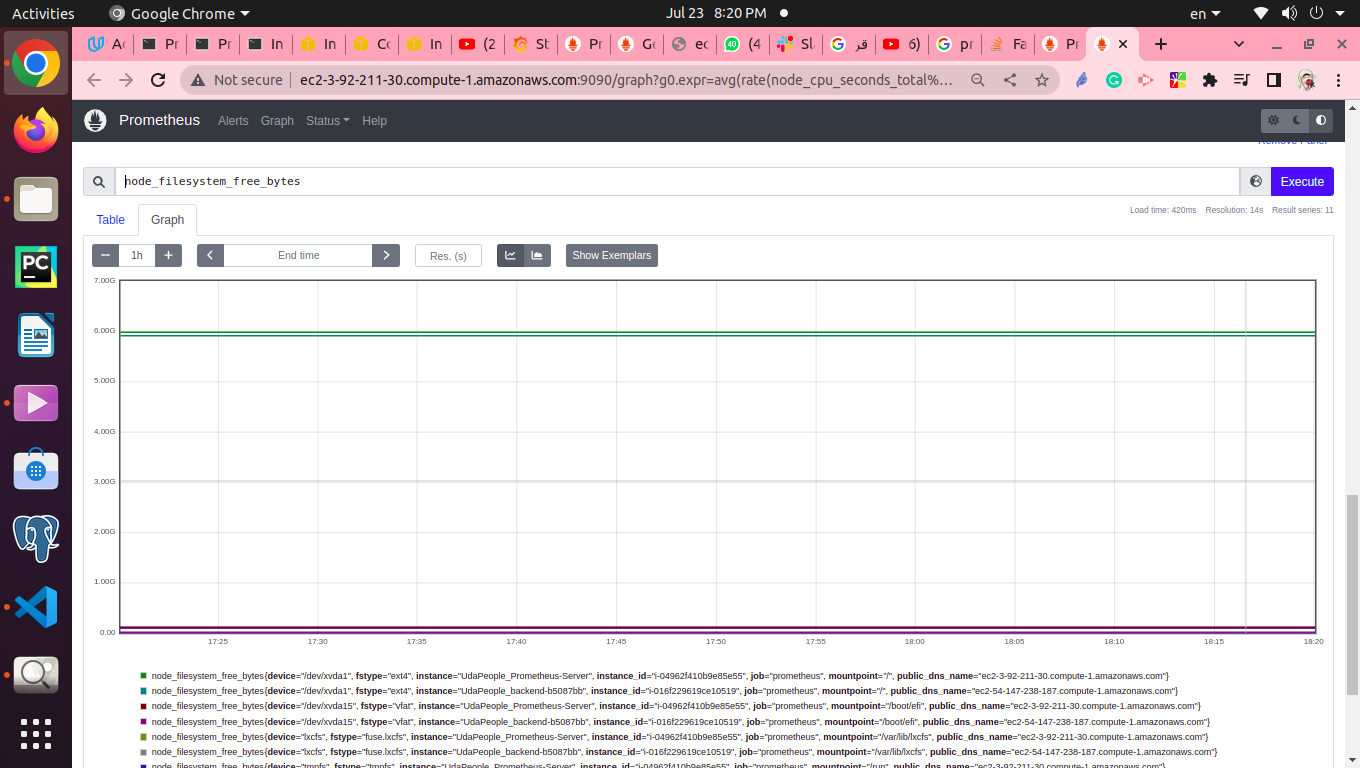 Activities Google Chrome Jul 23 8:20 PM en
Ac Pr Pr In In Cc In (2 St Pr Ge ec (4 Sla قر (6 pr Fa Pr
Not secure ec2-3-92-211-30.compute-1.amazonaws.com:9090/graph?g0.expr=avg(rate(node_cpu_seconds_total%...
Prometheus Alerts Graph Status Help
Remove Panel
node_filesystem_free_bytes Execute
Table Graph Load time: 420ms Resolution: 14s Result series: 11
1h End time Res. (s) Show Exemplars
7.00G
6.00G
5.00G
4.00G
3.00G
2.00G
1.00G
0.00
17:25 17:30 17:35 17:40 17:45 17:50 17:55 18:00 18:05 18:10 18:15 18:20
node_filesystem_free_bytes{device="/dev/xvda1", fstype="ext4", instance="UdaPeople_Prometheus-Server", instance_id="i-04962f410b9e85e55", job="prometheus", mountpoint="/", public_dns_name="ec2-3-92-211-30.compute-1.amazonaws.com"}
node_filesystem_free_bytes{device="/dev/xvda1", fstype="ext4", instance="UdaPeople_backend-b5087bb", instance_id="i-016f229619ce10519", job="prometheus", mountpoint="/", public_dns_name="ec2-54-147-238-187.compute-1.amazonaws.com"}
node_filesystem_free_bytes{device="/dev/xvda15", fstype="vfat", instance="UdaPeople_Prometheus-Server", instance_id="i-04962f410b9e85e55", job="prometheus", mountpoint="/boot/efi", public_dns_name="ec2-3-92-211-30.compute-1.amazonaws.com"}
node_filesystem_free_bytes{device="/dev/xvda15", fstype="vfat", instance="UdaPeople_backend-b5087bb", instance_id="i-016f229619ce10519", job="prometheus", mountpoint="/boot/efi", public_dns_name="ec2-54-147-238-187.compute-1.amazonaws.com"}
node_filesystem_free_bytes{device="lxcfs", fstype="fuse.lxcfs", instance="UdaPeople_Prometheus-Server", instance_id="i-04962f410b9e85e55", job="prometheus", mountpoint="/var/lib/lxcfs", public_dns_name="ec2-3-92-211-30.compute-1.amazonaws.com"}
node_filesystem_free_bytes{device="lxcfs", fstype="fuse.lxcfs", instance="UdaPeople_backend-b5087bb", instance_id="i-016f229619ce10519", job="prometheus", mountpoint="/var/lib/lxcfs", public_dns_name="ec2-54-147-238-187.compute-1.amazonaws.com"}
node_filesystem_free_bytes{device="tmpfs", fstype="tmpfs", instance="UdaPeople_Prometheus-Server", instance_id="i-04962f410b9e85e55", job="prometheus", mountpoint="/run", public_dns_name="ec2-3-92-211-30.compute-1.amazonaws.com"}